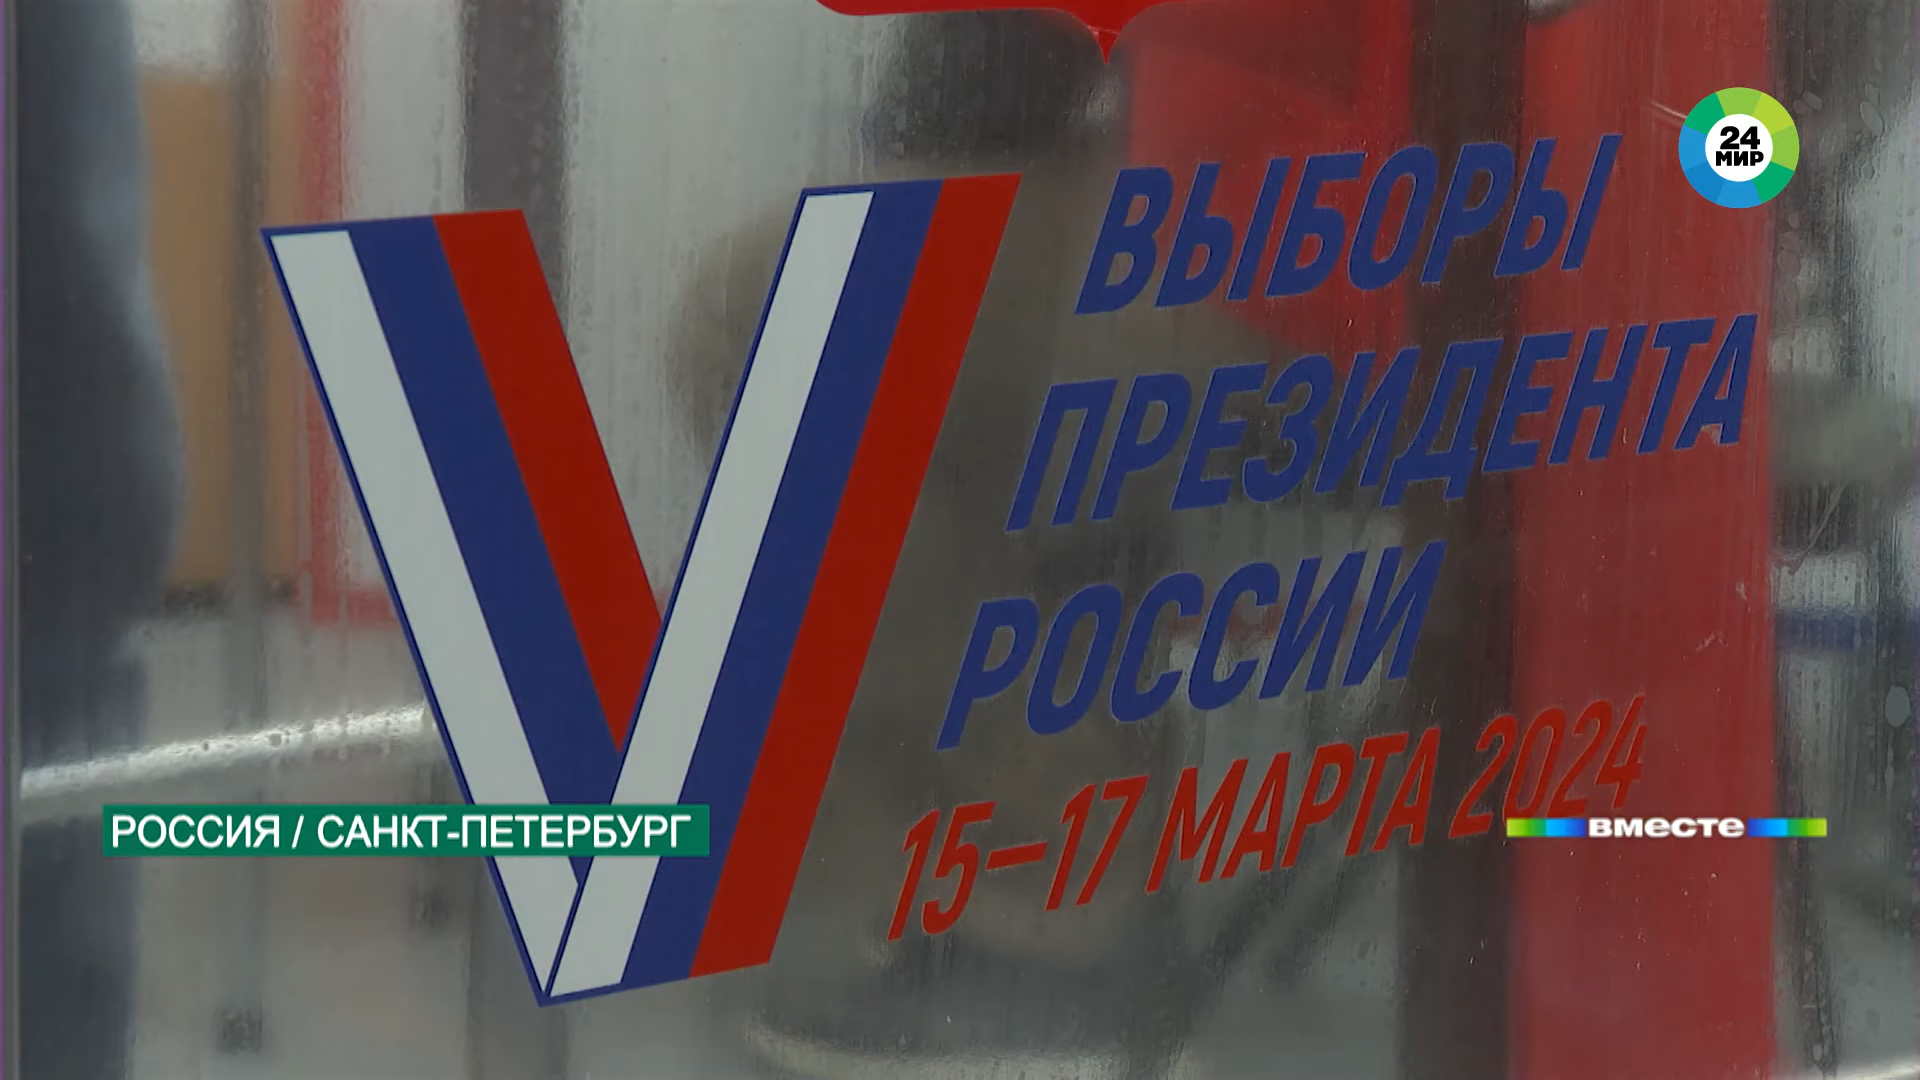 24
МИР
ВЫБОРЫ
ПРЕЗИДЕНТА
РОССИИ
15–17 МАРТА 2024
РОССИЯ / САНКТ-ПЕТЕРБУРГ
вместе